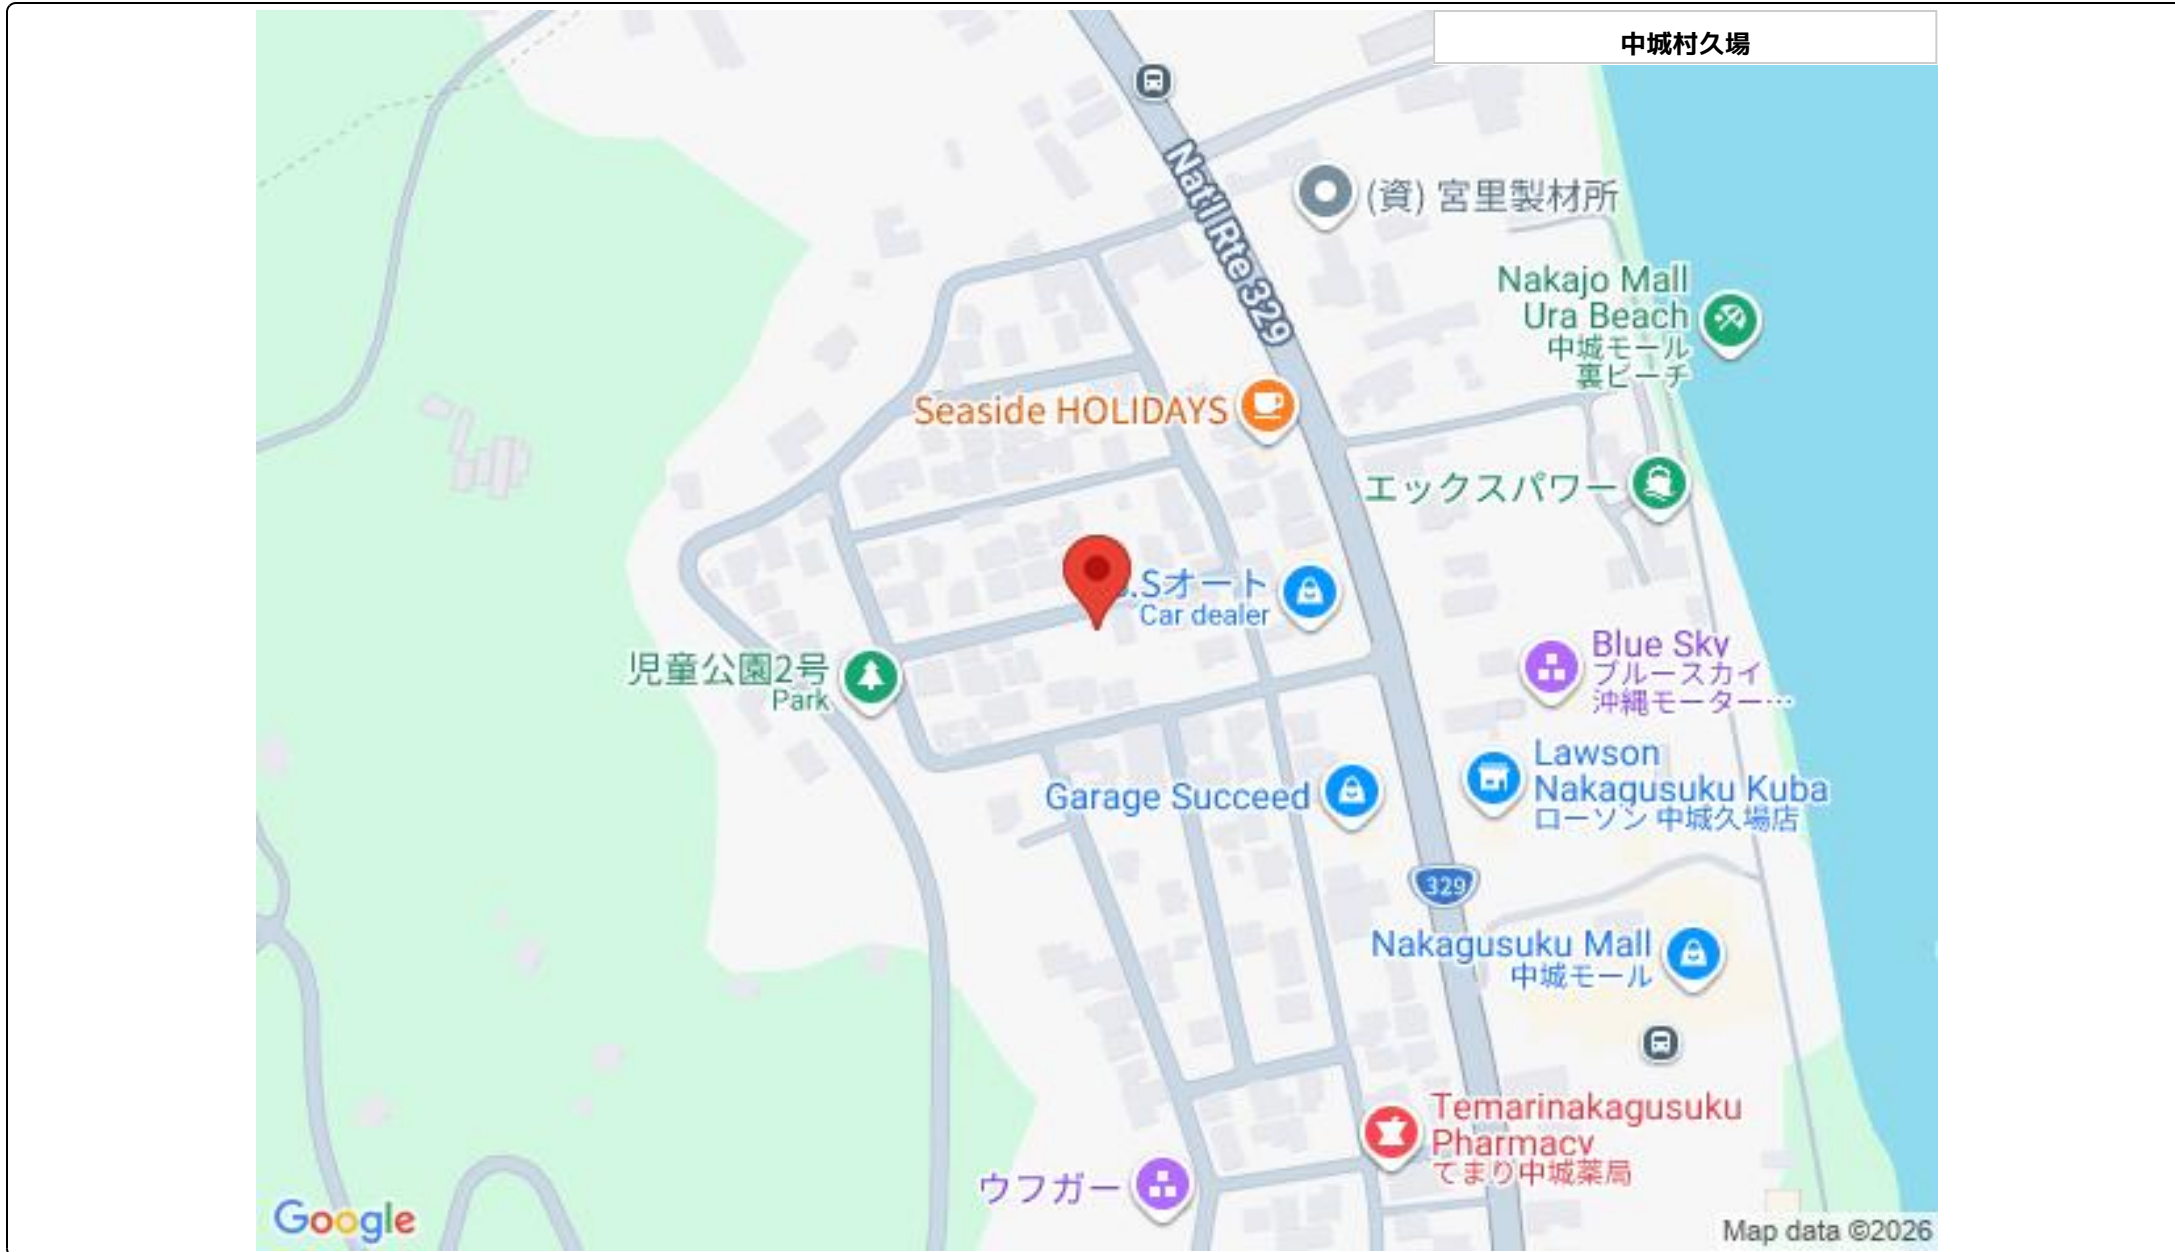 中城村久場
Nat'l Rte 329
(資) 宮里製材所
Nakajo Mall
Ura Beach
中城モール
裏ビーチ
Seaside HOLIDAYS
エックスパワー
.Sオート
Car dealer
児童公園2号
Park
Blue Sky
ブルースカイ
沖縄モーター…
Lawson
Nakagusuku Kuba
ローソン 中城久場店
Garage Succeed
329
Nakagusuku Mall
中城モール
Temarinakagusuku
Pharmacy
てまり中城薬局
ウフガー
Google
Map data ©2026